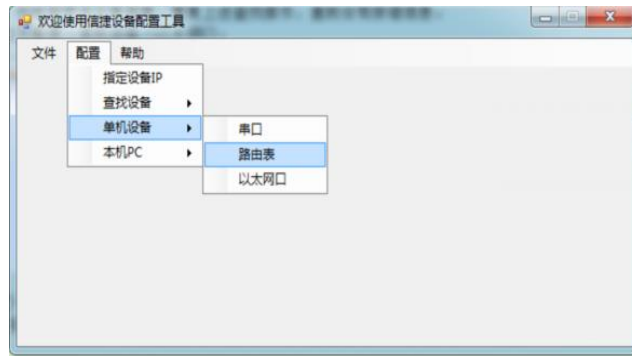 欢迎使用信捷设备配置工具
文件 配置 帮助
指定设备IP
查找设备
单机设备
本机PC
串口
路由表
以太网口